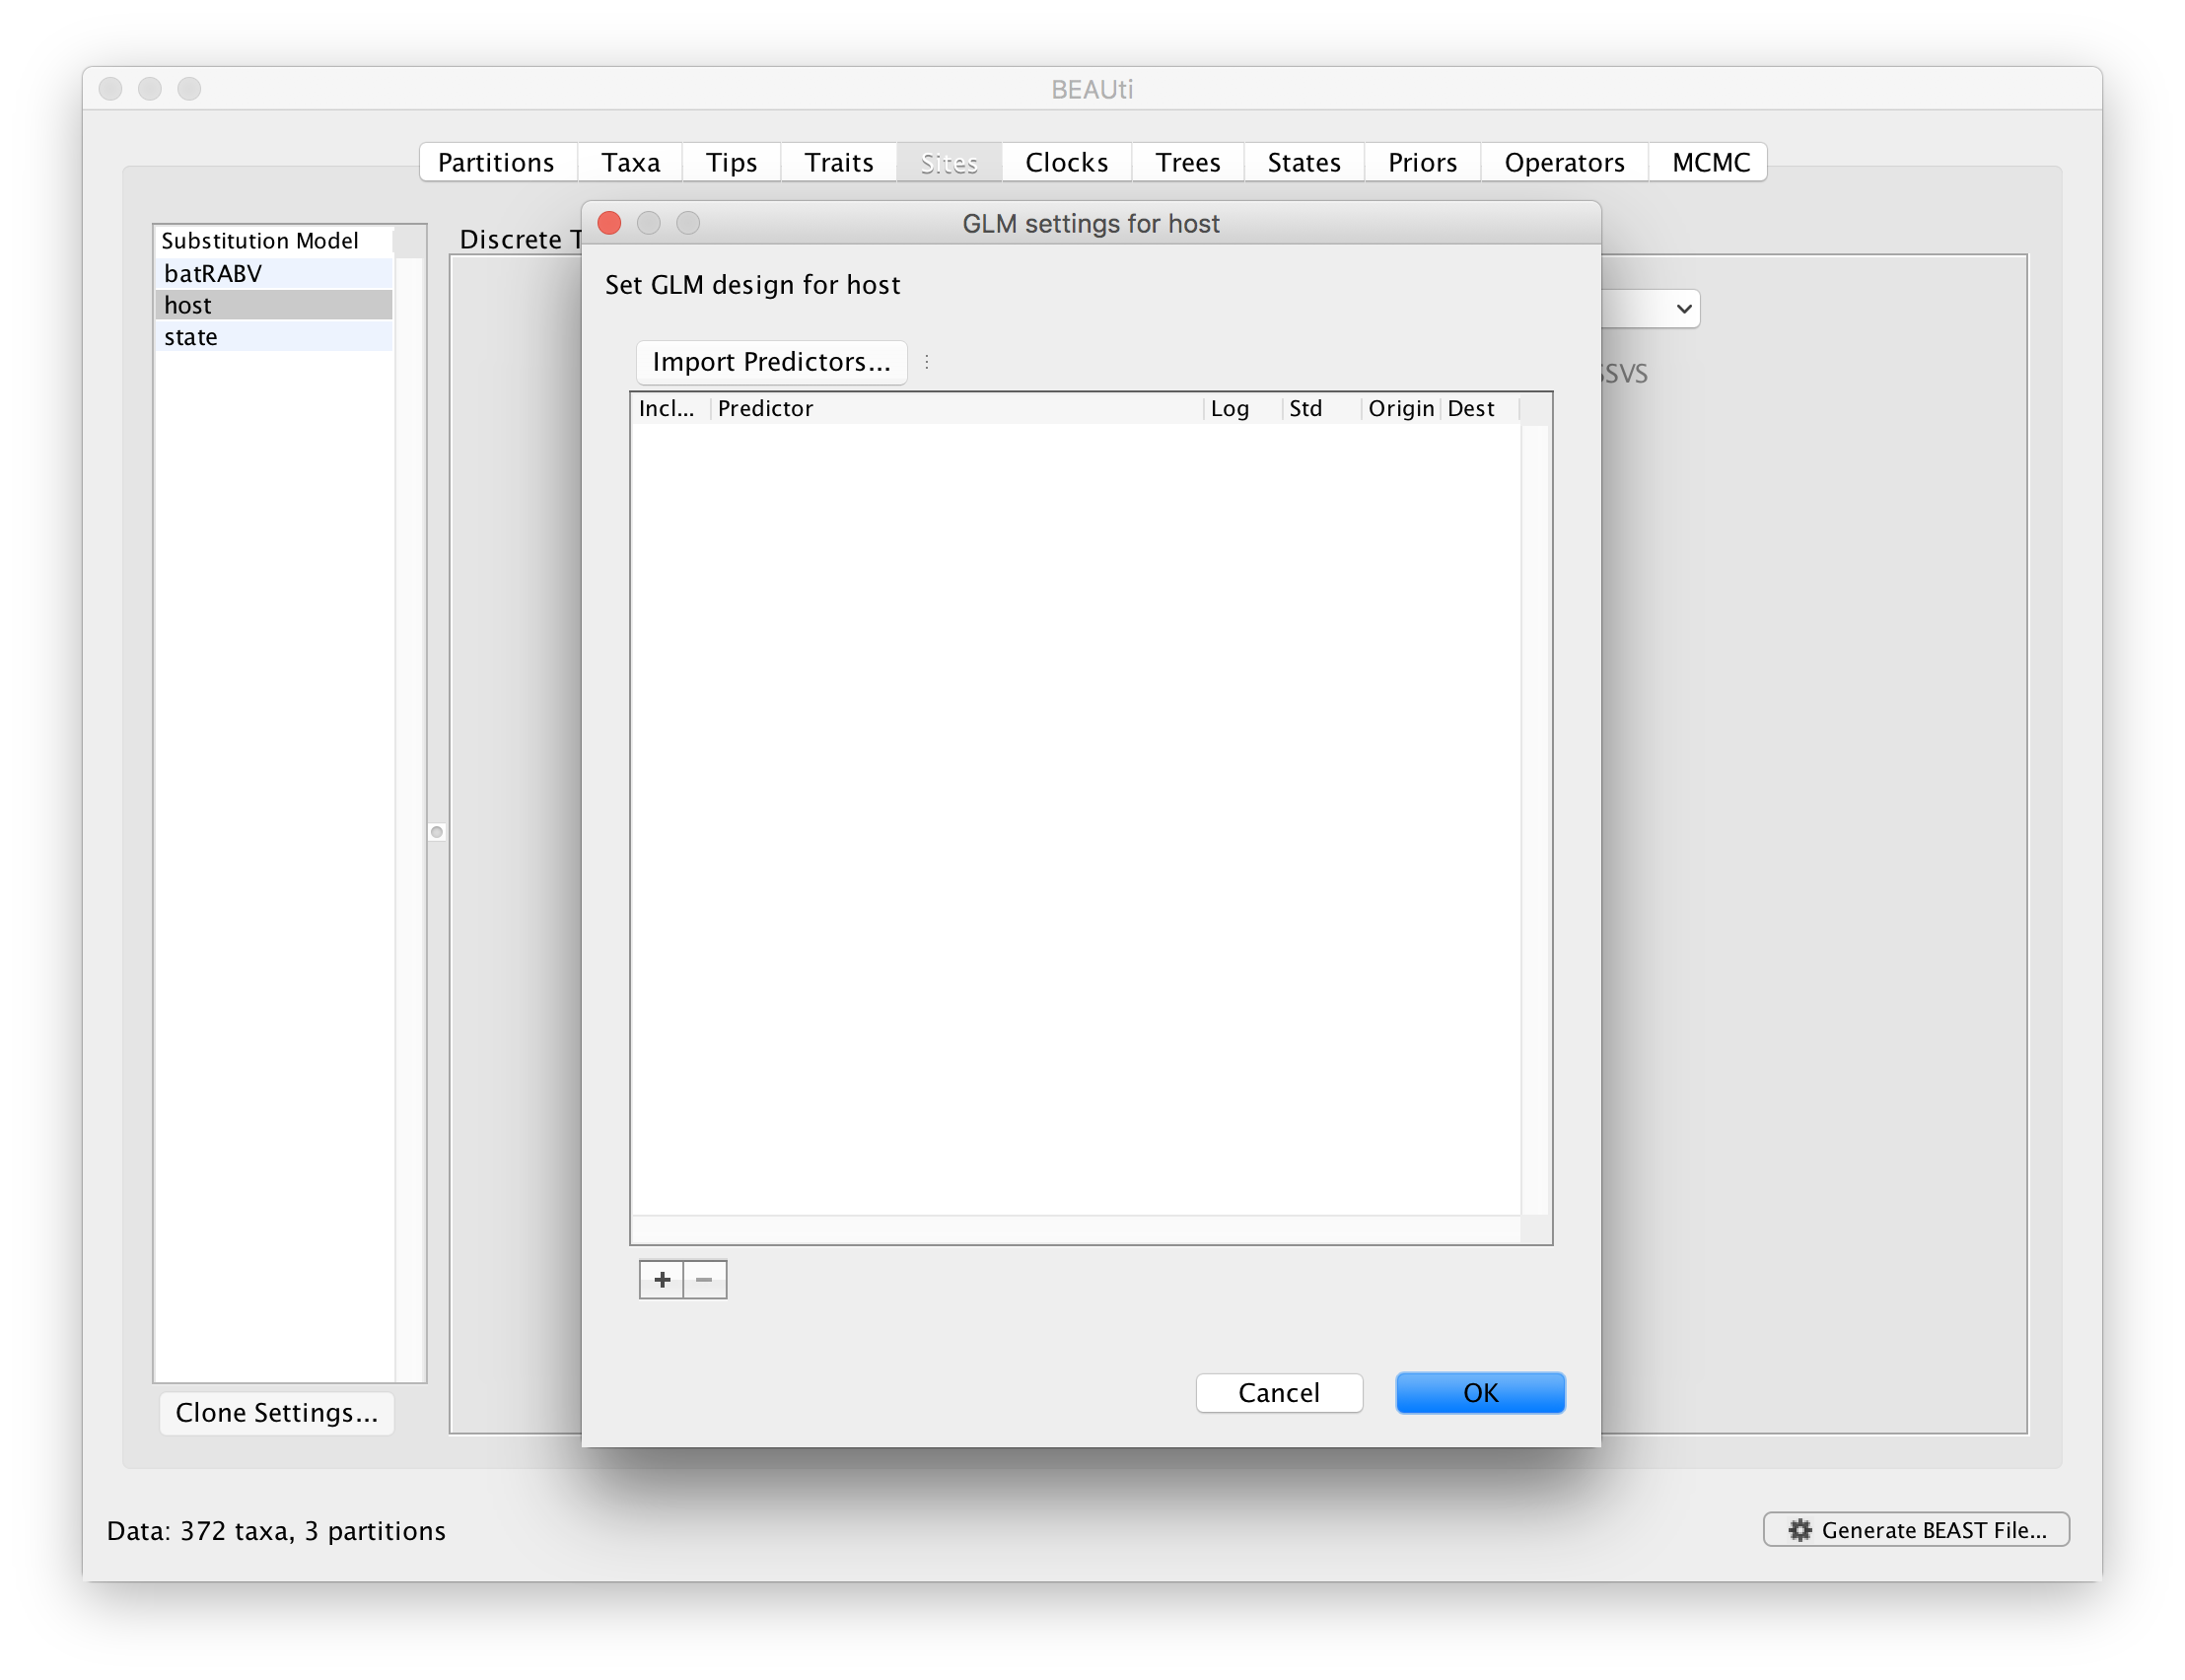 BEAUti
Partitions Taxa Tips Traits Sites Clocks Trees States Priors Operators MCMC
Substitution Model
batRABV
host
state
Discrete
GLM settings for host
Set GLM design for host
Import Predictors...
Incl... Predictor Log Std Origin Dest
SSVS
+ −
Cancel OK
Clone Settings...
Data: 372 taxa, 3 partitions
Generate BEAST File...